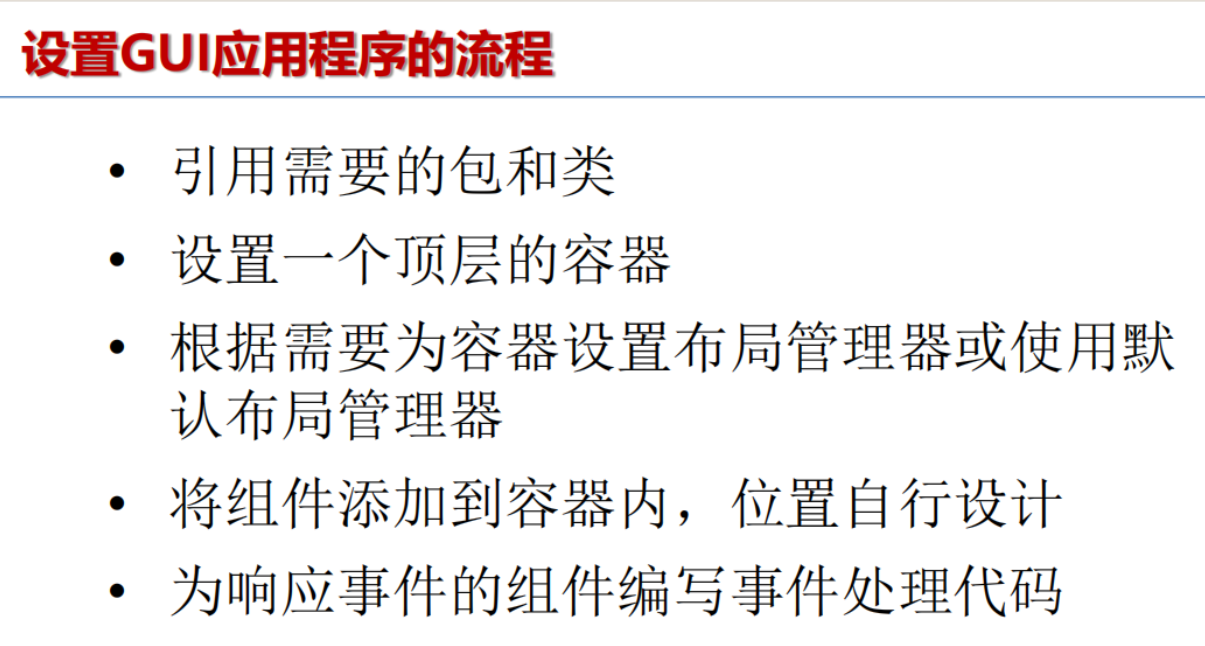 设置GUI应用程序的流程
• 引用需要的包和类
• 设置一个顶层的容器
• 根据需要为容器设置布局管理器或使用默
认布局管理器
• 将组件添加到容器内，位置自行设计
• 为响应事件的组件编写事件处理代码